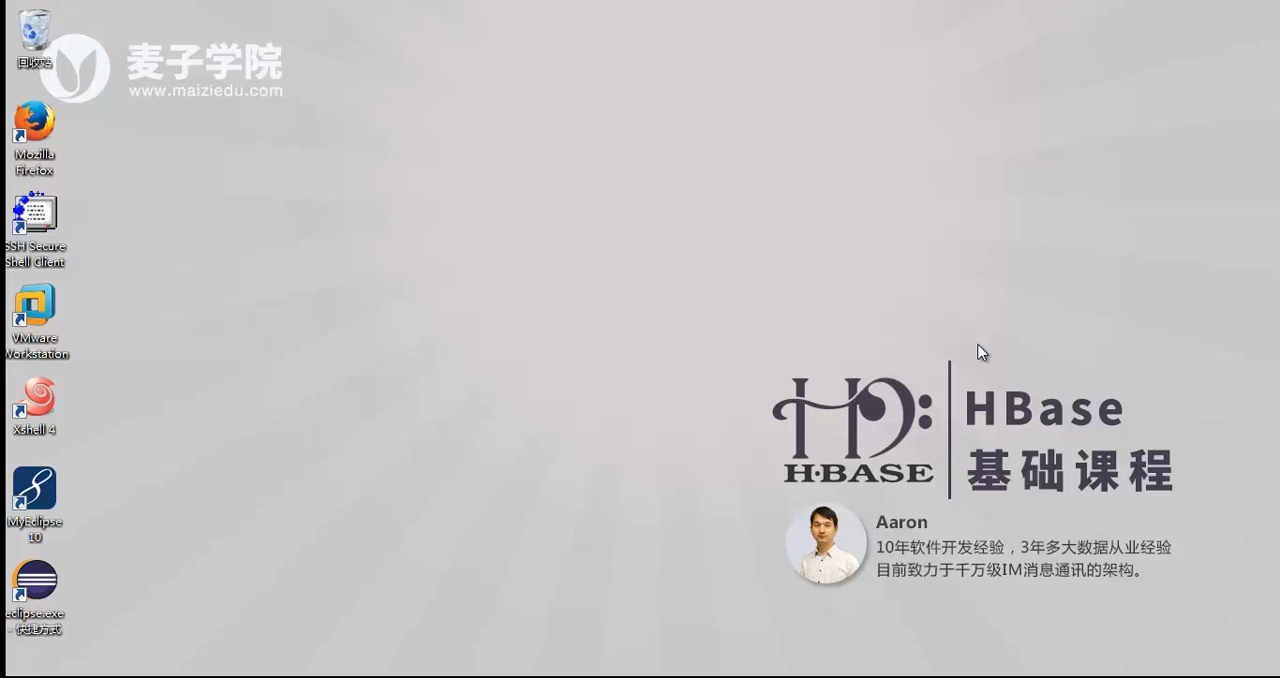 麦子学院
www.maiziedu.com
回收站
Mozilla
Firefox
SSH Secure
Shell Client
VMware
Workstation
Xshell 4
MyEclipse
10
eclipse.exe
- 快捷方式
H·BASE
HBase
基础课程
Aaron
10年软件开发经验，3年多大数据从业经验
目前致力于千万级IM消息通讯的架构。